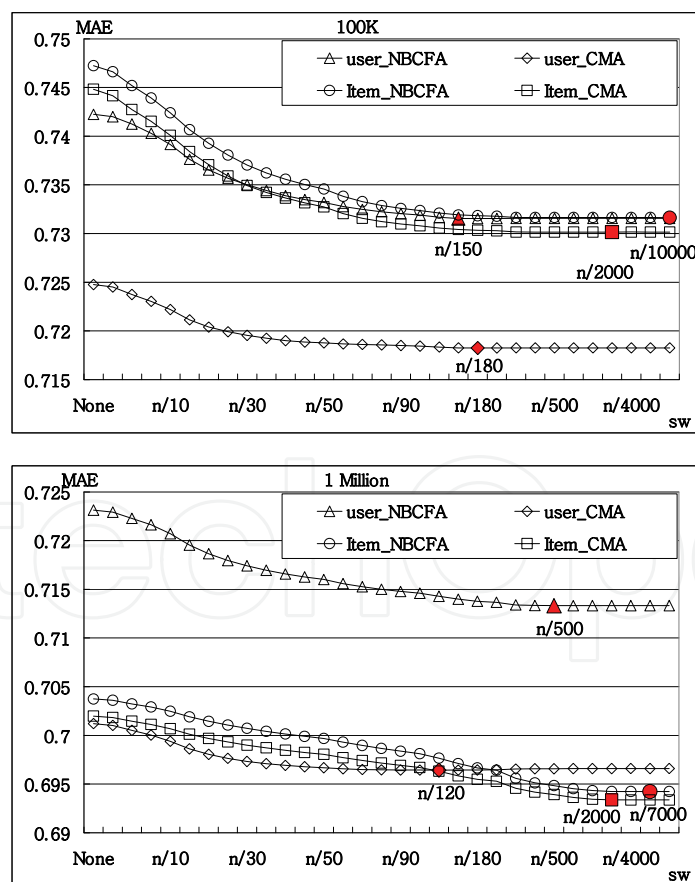 MAE 100K
0.75
0.745
0.74
0.735
0.73
0.725
0.72
0.715
user_NBCFA user_CMA
Item_NBCFA Item_CMA
n/150
n/10000
n/2000
n/180
None n/10 n/30 n/50 n/90 n/180 n/500 n/4000
sw
MAE 1 Million
0.725
0.72
0.715
0.71
0.705
0.7
0.695
0.69
user_NBCFA user_CMA
Item_NBCFA Item_CMA
n/500
n/120
n/2000 n/7000
None n/10 n/30 n/50 n/90 n/180 n/500 n/4000
sw
techOp